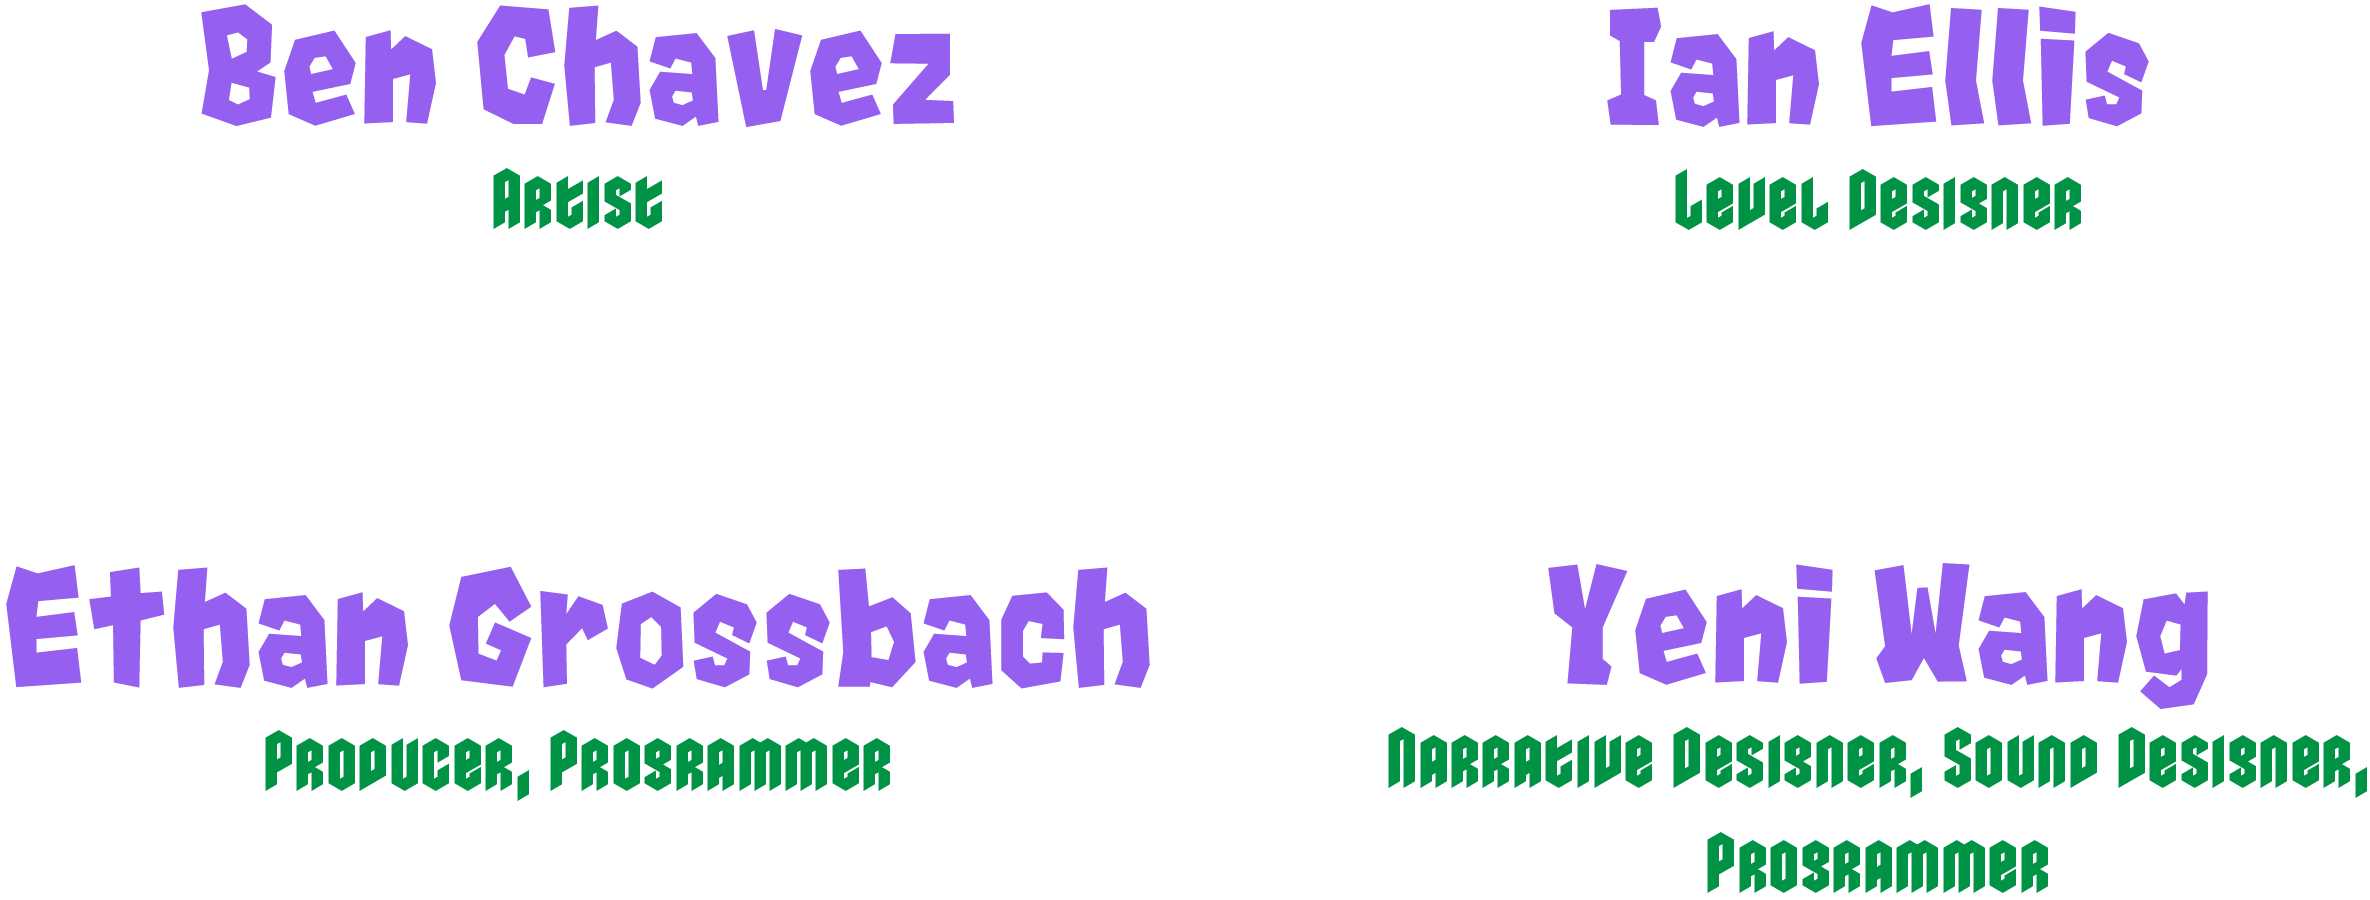 Ben Chavez
Artist
Ian Ellis
Level Designer
Ethan Grossbach
Producer, Programmer
Yeni Wang
Narrative Designer, Sound Designer,
Programmer